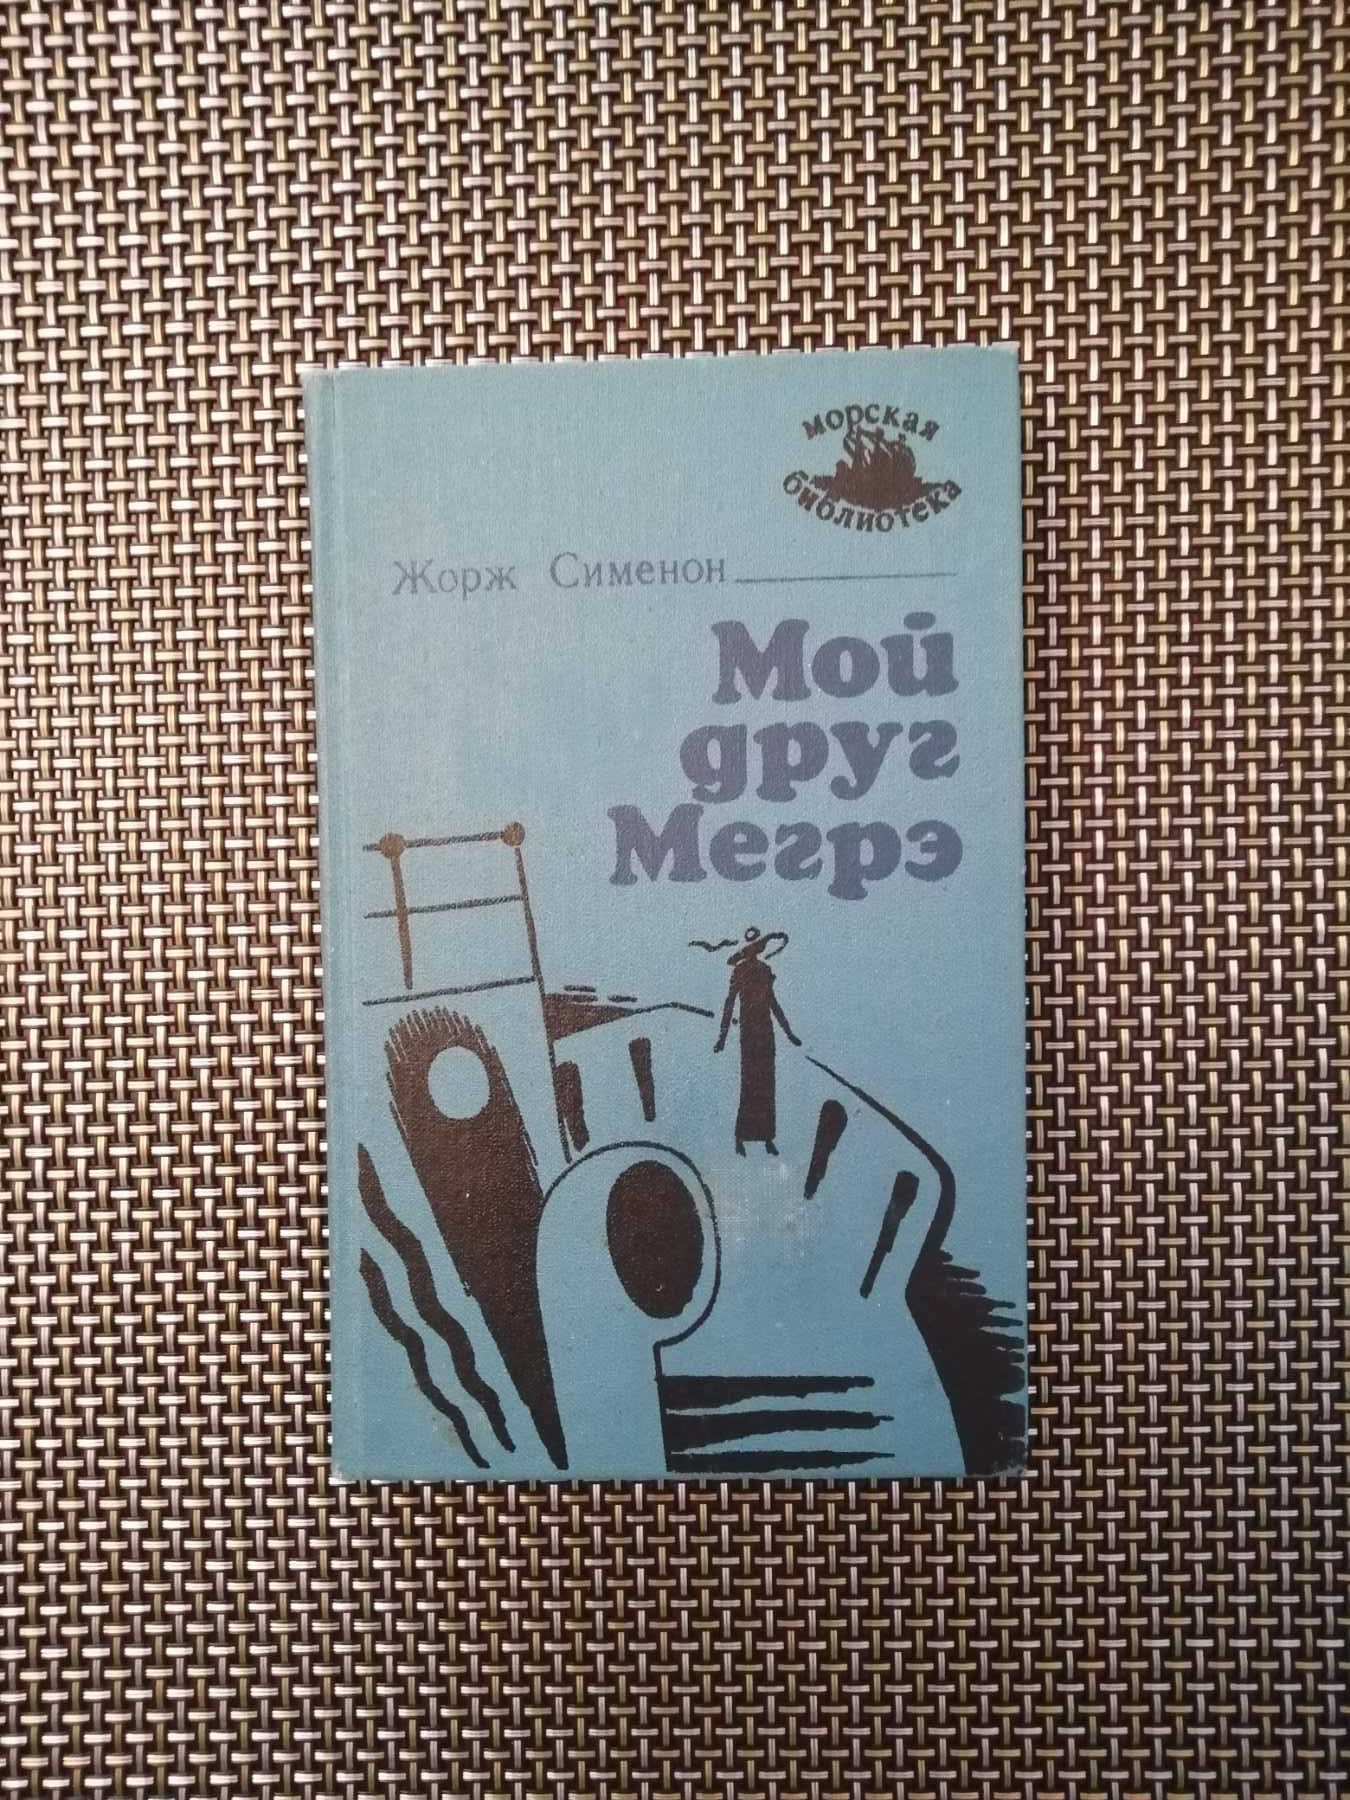 морская
библиотека
Жорж Сименон
Мой
друг
Мегрэ